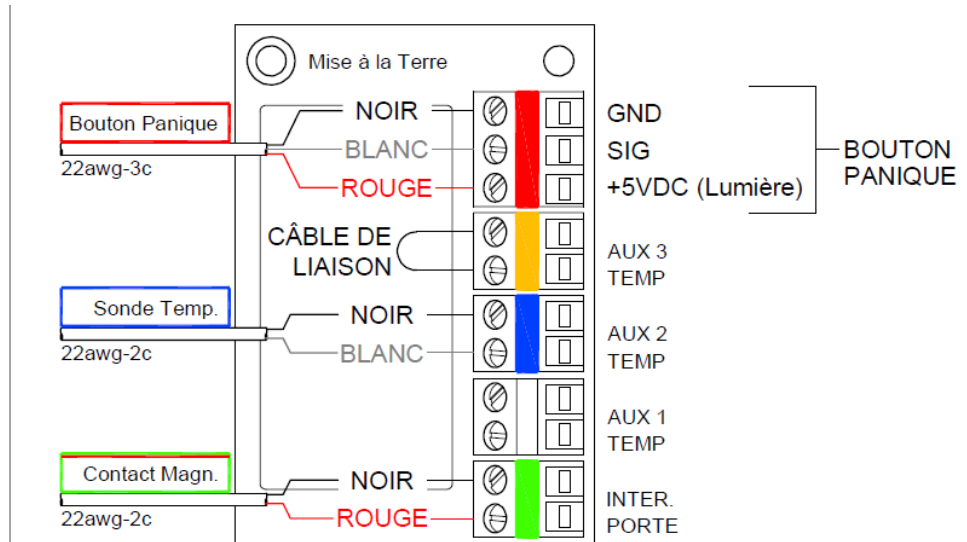 Mise à la Terre
Bouton Panique
22awg-3c
NOIR
BLANC
ROUGE
GND
SIG
+5VDC (Lumière)
BOUTON
PANIQUE
CÂBLE DE
LIAISON
AUX 3
TEMP
Sonde Temp.
22awg-2c
NOIR
BLANC
AUX 2
TEMP
AUX 1
TEMP
Contact Magn.
22awg-2c
NOIR
ROUGE
INTER.
PORTE